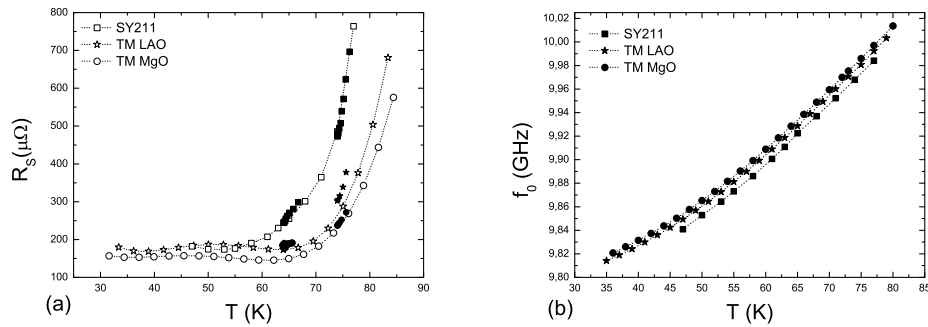 800
700
600
500
400
300
200
100
R_S(μΩ)
SY211
TM LAO
TM MgO
20 30 40 50 60 70 80 90
(a)
T (K)
10,02
10,00
9,98
9,96
9,94
9,92
9,90
9,88
9,86
9,84
9,82
9,80
f_0 (GHz)
SY211
TM LAO
TM MgO
30 35 40 45 50 55 60 65 70 75 80 85
(b)
T (K)